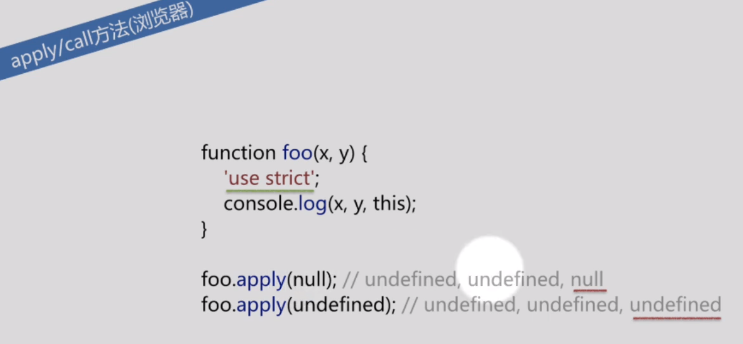 apply/call方法(浏览器)
function foo(x, y) {
'use strict';
console.log(x, y, this);
}
foo.apply(null); // undefined, undefined, null
foo.apply(undefined); // undefined, undefined, undefined